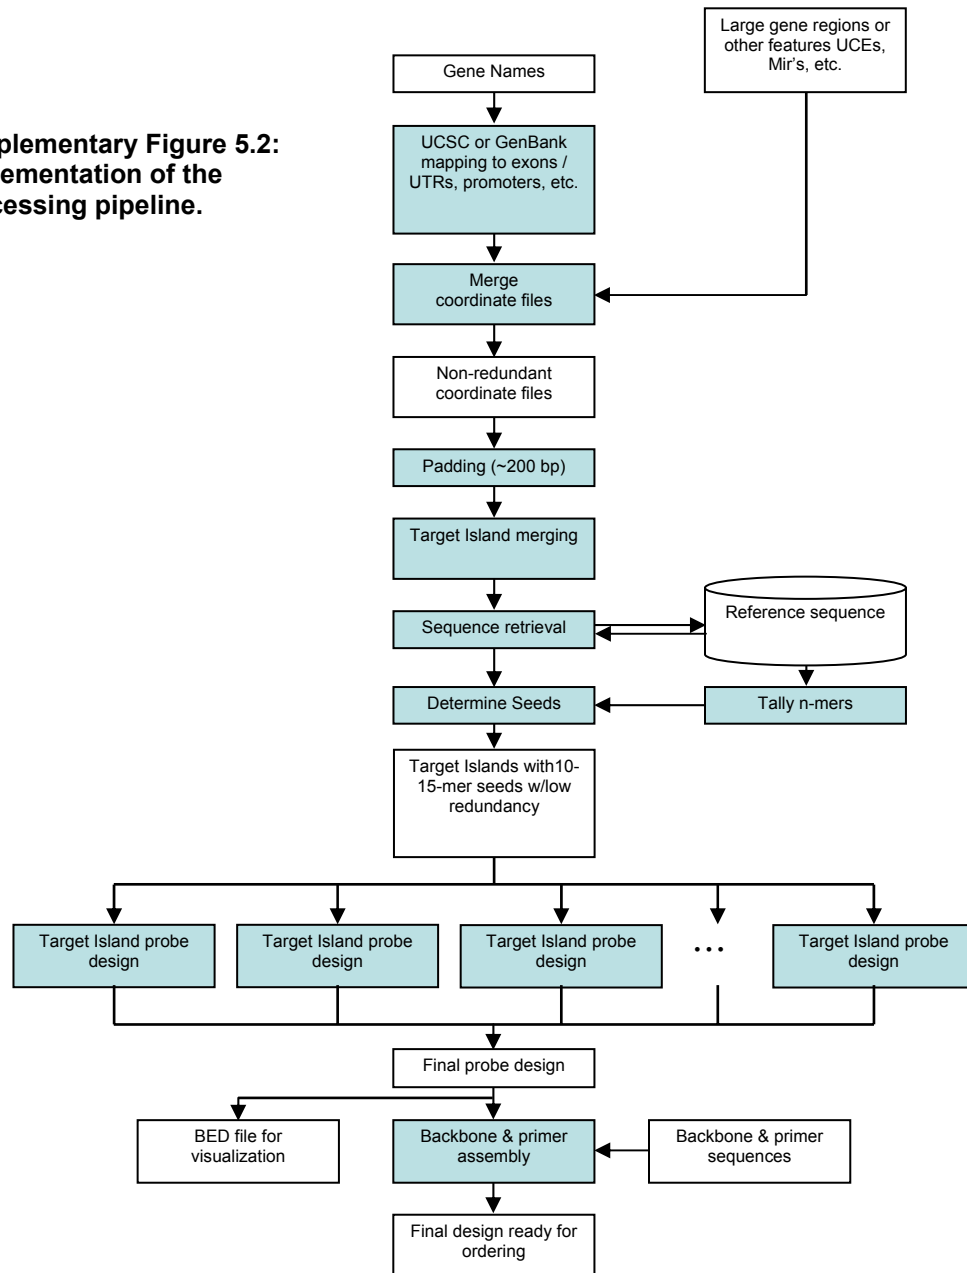 Large gene regions or
other features UCEs,
Mir's, etc.
Gene Names
plementary Figure 5.2:
ementation of the
cessing pipeline.
UCSC or GenBank
mapping to exons /
UTRs, promoters, etc.
Merge
coordinate files
Non-redundant
coordinate files
Padding (~200 bp)
Target Island merging
Sequence retrieval
Reference sequence
Determine Seeds
Tally n-mers
Target Islands with10-
15-mer seeds w/low
redundancy
Target Island probe
design
Target Island probe
design
Target Island probe
design
...
Target Island probe
design
Final probe design
BED file for
visualization
Backbone & primer
assembly
Backbone & primer
sequences
Final design ready for
ordering